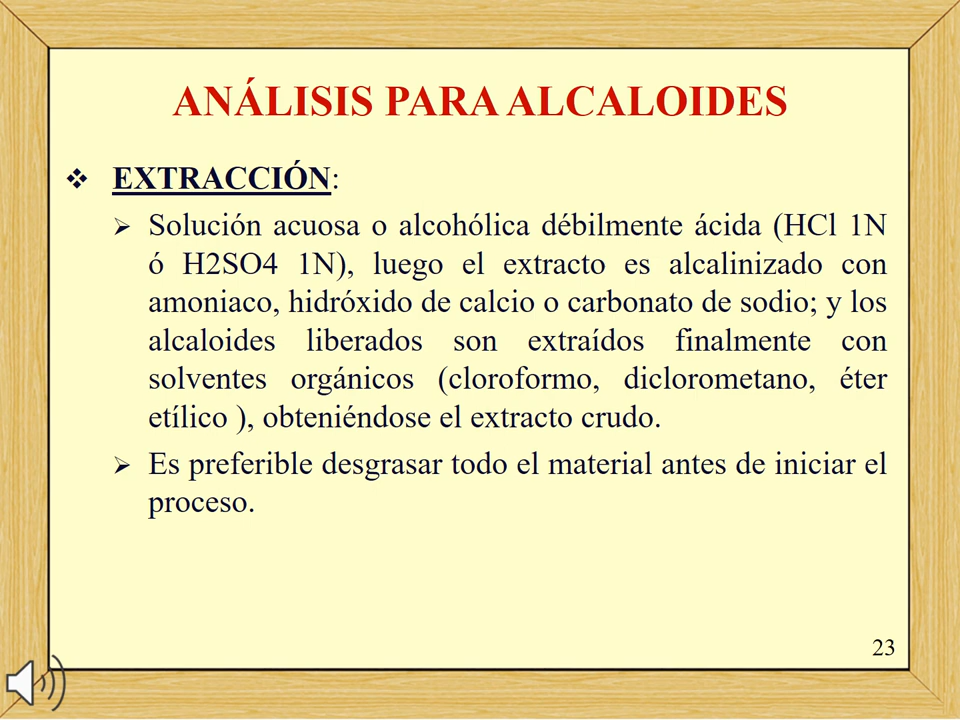 ANÁLISIS PARA ALCALOIDES
❖ EXTRACCIÓN:
➢ Solución acuosa o alcohólica débilmente ácida (HCl 1N
ó H2SO4 1N), luego el extracto es alcalinizado con
amoniaco, hidróxido de calcio o carbonato de sodio; y los
alcaloides liberados son extraídos finalmente con
solventes orgánicos (cloroformo, diclorometano, éter
etílico ), obteniéndose el extracto crudo.
➢ Es preferible desgrasar todo el material antes de iniciar el
proceso.
23